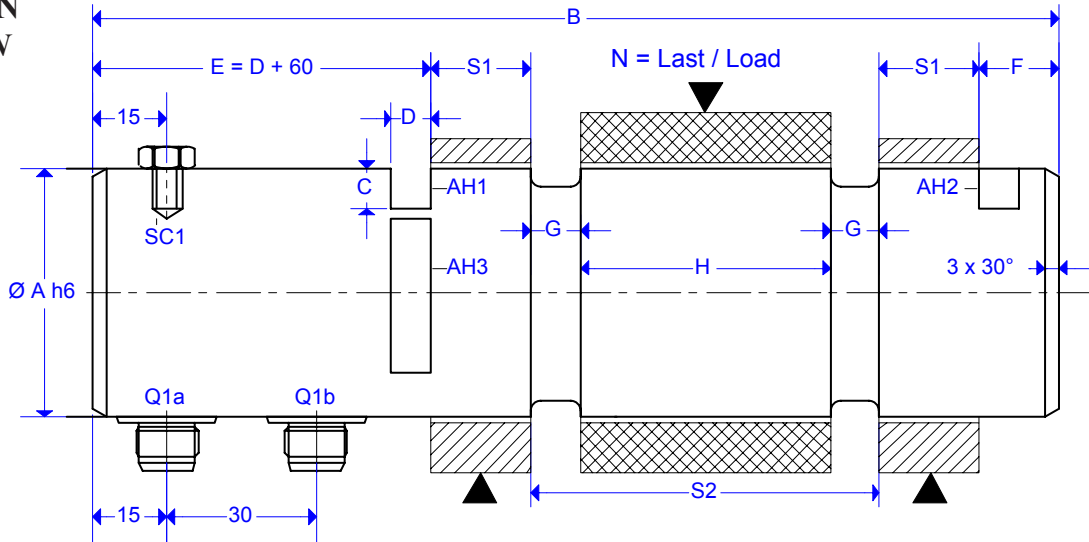 N
B
E = D + 60
S1
N = Last / Load
S1
F
15
D
C
AH1
AH2
SC1
G
G
AH3
H
3 x 30°
Ø A h6
Q1a
Q1b
S2
15
30